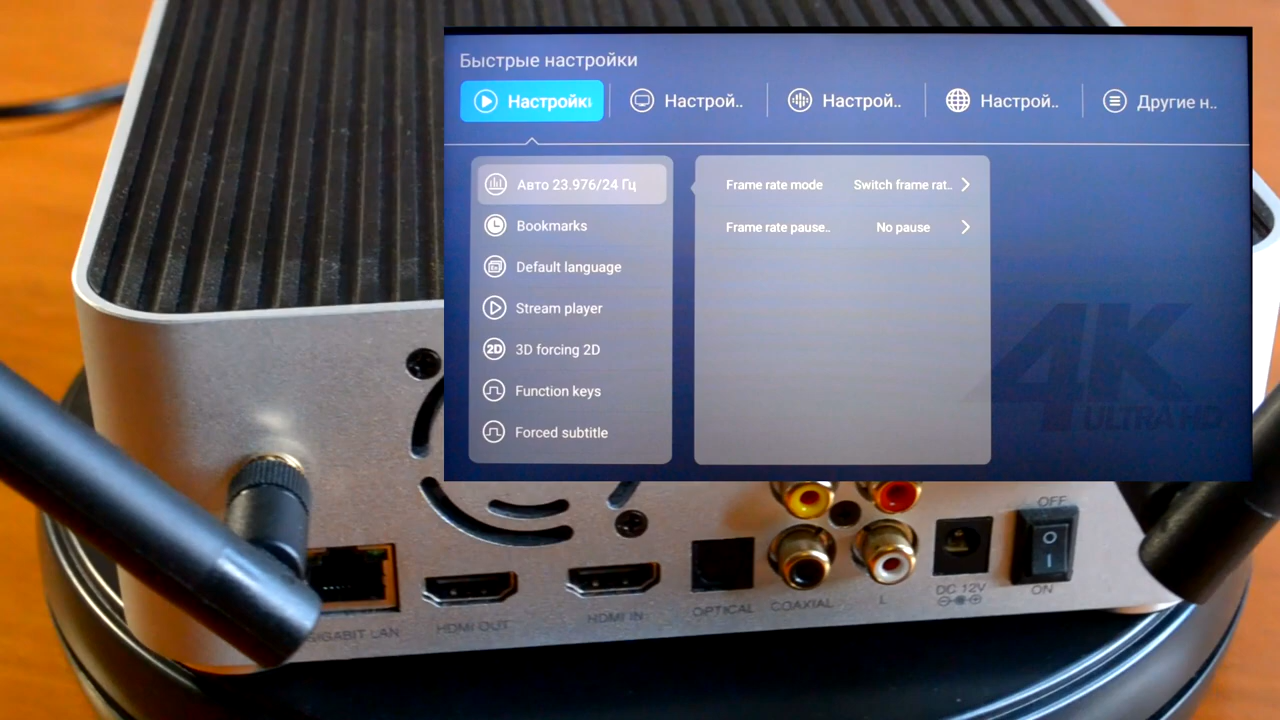 Быстрые настройки
Настройки
Настрой..
Настрой..
Настрой..
Другие н..
Авто 23.976/24 Гц
Bookmarks
Default language
Stream player
2D
3D forcing 2D
Function keys
Forced subtitle
Frame rate mode
Switch frame rat..
Frame rate pause..
No pause
4K
ULTRA HD
OFF
ON
GIGABIT LAN
HDMI OUT
HDMI IN
OPTICAL
COAXIAL
L
DC 12V